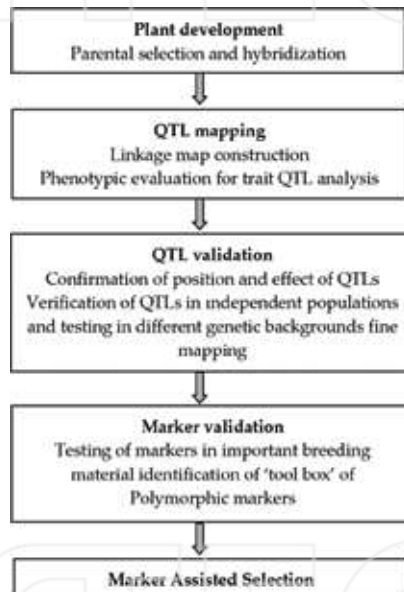 Plant development
Parental selection and hybridization
QTL mapping
Linkage map construction
Phenotypic evaluation for trait QTL analysis
QTL validation
Confirmation of position and effect of QTLs
Verification of QTLs in independent populations
and testing in different genetic backgrounds fine
mapping
Marker validation
Testing of markers in important breeding
material identification of 'tool box' of
Polymorphic markers
Marker Assisted Selection